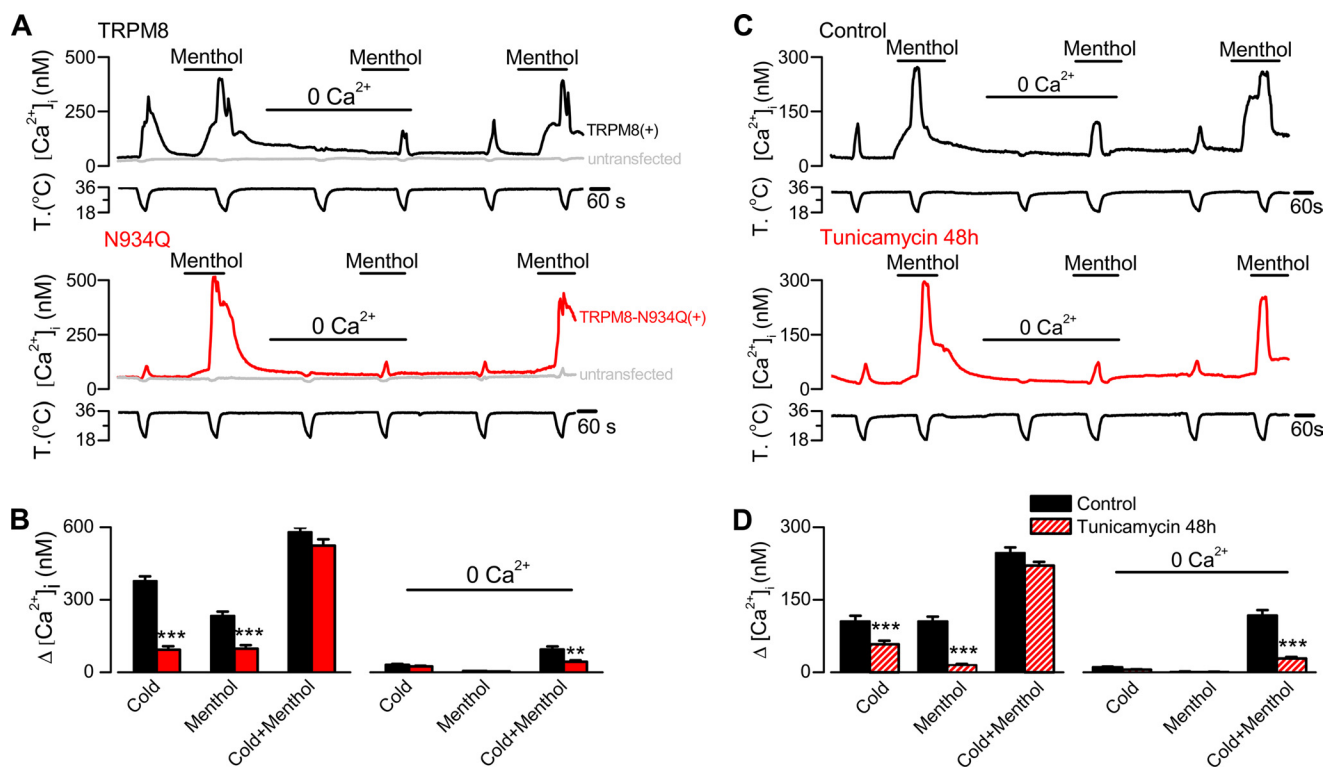 A
TRPM8
Menthol Menthol Menthol
500
250
0
[Ca²⁺]ᵢ (nM)
0 Ca²⁺
TRPM8(+)
untransfected
36
18
T.(°C)
60 s
N934Q
Menthol Menthol Menthol
500
250
0
[Ca²⁺]ᵢ (nM)
0 Ca²⁺
TRPM8-N934Q(+)
untransfected
36
18
T.(°C)
60 s
B
600
300
0
Δ [Ca²⁺]i (nM)
0 Ca²⁺
*** *** **
Cold Menthol Cold+Menthol Cold Menthol Cold+Menthol
C
Control
Menthol Menthol Menthol
300
150
0
[Ca²⁺]ᵢ (nM)
0 Ca²⁺
36
18
T. (°C)
60s
Tunicamycin 48h
Menthol Menthol Menthol
300
150
0
[Ca²⁺]ᵢ (nM)
0 Ca²⁺
36
18
T. (°C)
60s
D
Control
Tunicamycin 48h
300
150
0
Δ [Ca²⁺]ᵢ (nM)
0 Ca²⁺
*** *** ***
Cold Menthol Cold+Menthol Cold Menthol Cold+Menthol